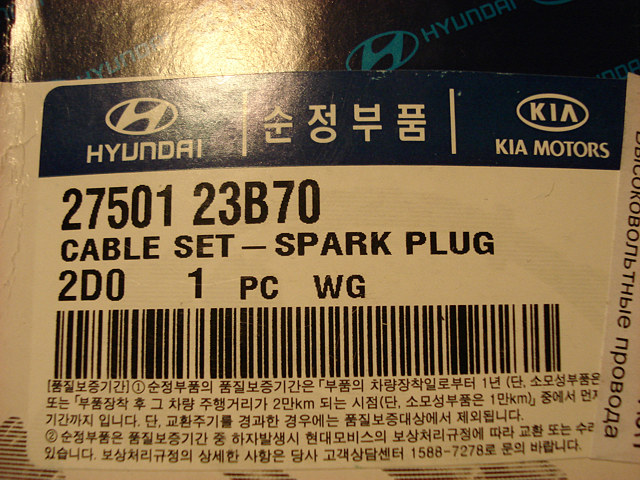 HYUNDAI
HYUNDAI
HYUNDAI 순정부품 KIA
KIA MOTORS
27501 23B70
CABLE SET – SPARK PLUG
2D0 1 PC WG
[품질보증기간] ① 순정부품의 품질보증기간은 「부품의 차량장착일로부터 1년 (단, 소모성부품은
또는 「부품장착 후 그 차량 주행거리가 2만km 되는 시점(단, 소모성부품은 1만km)」 중에서 먼저
기간까지 입니다. 단, 교환주기를 경과한 경우에는 품질보증대상에서 제외됩니다.
② 순정부품은 품질보증기간 중 하자발생시 현대모비스의 보상처리규정에 따라 교환 또는 수리
있습니다. 보상처리규정의 상세한 사항은 당사 고객상담센터 1588-7278로 문의 바랍니다.
высоковольтные провода